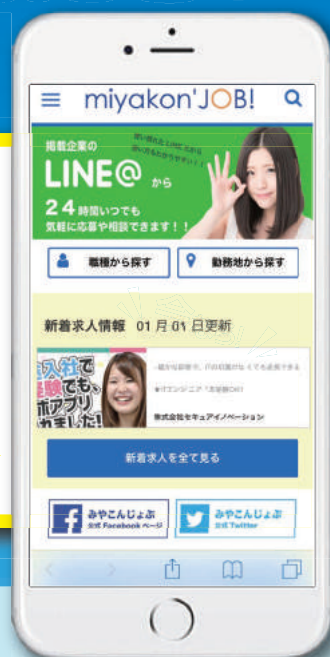 miyakon'JOB!
掲載企業の
LINE@ から
24時間いつでも
気軽に応募や相談できます！！
職種から探す
勤務地から探す
新着求人情報 01月01日更新
株式会社セキュアイノベーション
新着求人を全て見る
みやこんじょぶ
公式 Facebook ページ
みやこんじょぶ
公式 Twitter